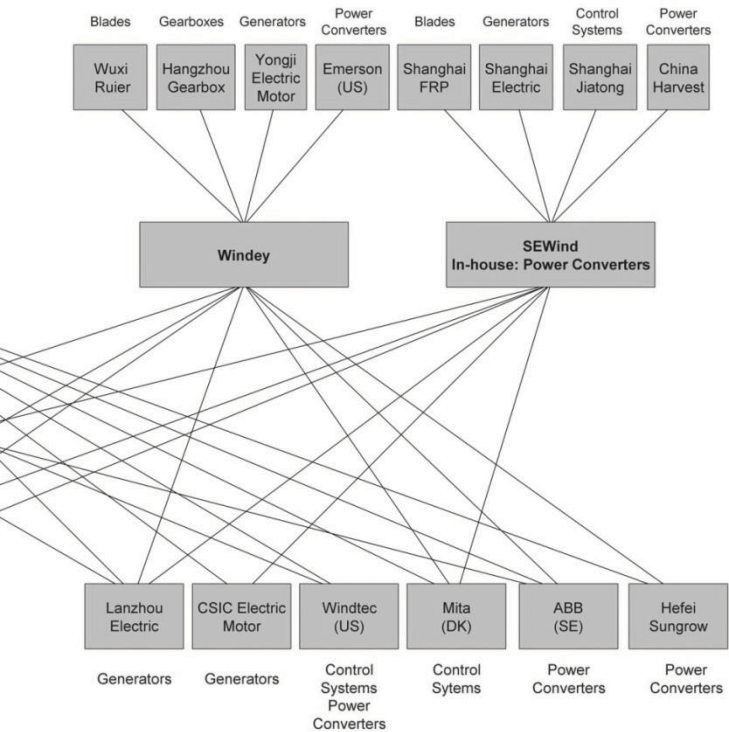 Blades
Gearboxes
Generators
Power
Converters
Blades
Generators
Control
Systems
Power
Converters
Wuxi
Ruier
Hangzhou
Gearbox
Yongji
Electric
Motor
Emerson
(US)
Shanghai
FRP
Shanghai
Electric
Shanghai
Jiatong
China
Harvest
Windey
SEWind
In-house: Power Converters
Lanzhou
Electric
CSIC Electric
Motor
Windtec
(US)
Mita
(DK)
ABB
(SE)
Hefei
Sungrow
Generators
Generators
Control
Systems
Power
Converters
Control
Sytems
Power
Converters
Power
Converters